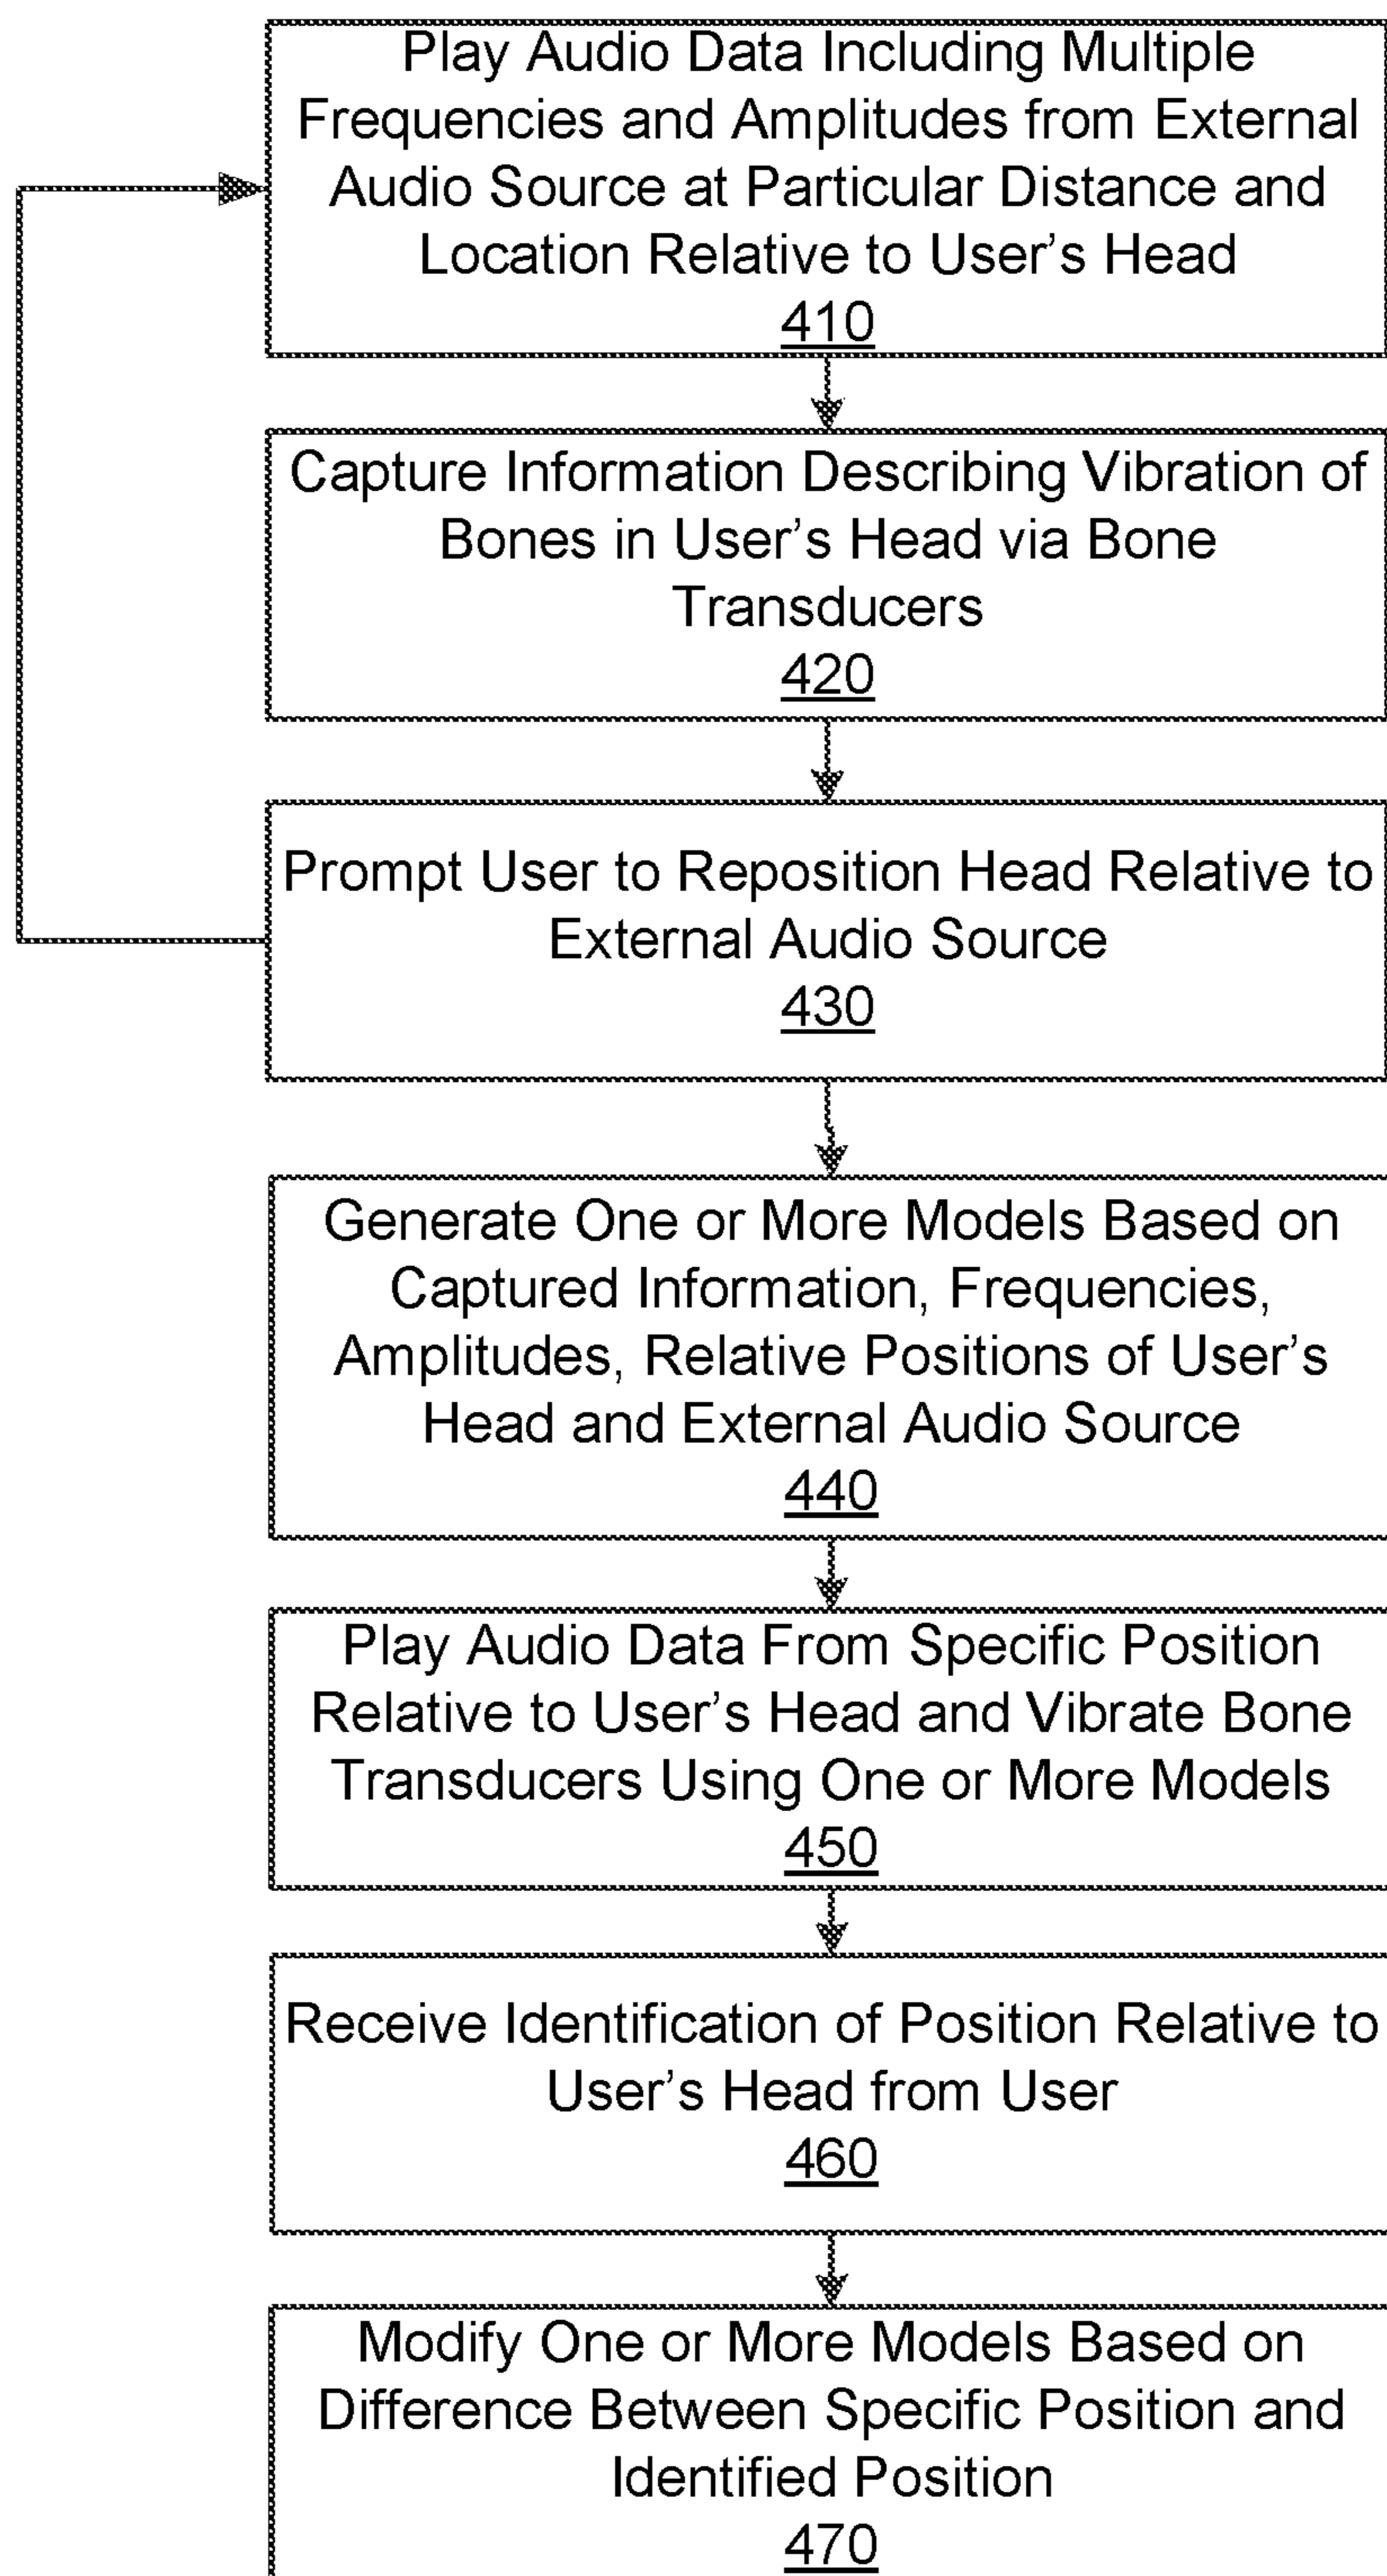 Play Audio Data Including Multiple
Frequencies and Amplitudes from External
Audio Source at Particular Distance and
Location Relative to User’s Head
410
Capture Information Describing Vibration of
Bones in User’s Head via Bone
Transducers
420
Prompt User to Reposition Head Relative to
External Audio Source
430
Generate One or More Models Based on
Captured Information, Frequencies,
Amplitudes, Relative Positions of User’s
Head and External Audio Source
440
Play Audio Data From Specific Position
Relative to User’s Head and Vibrate Bone
Transducers Using One or More Models
450
Receive Identification of Position Relative to
User’s Head from User
460
Modify One or More Models Based on
Difference Between Specific Position and
Identified Position
470